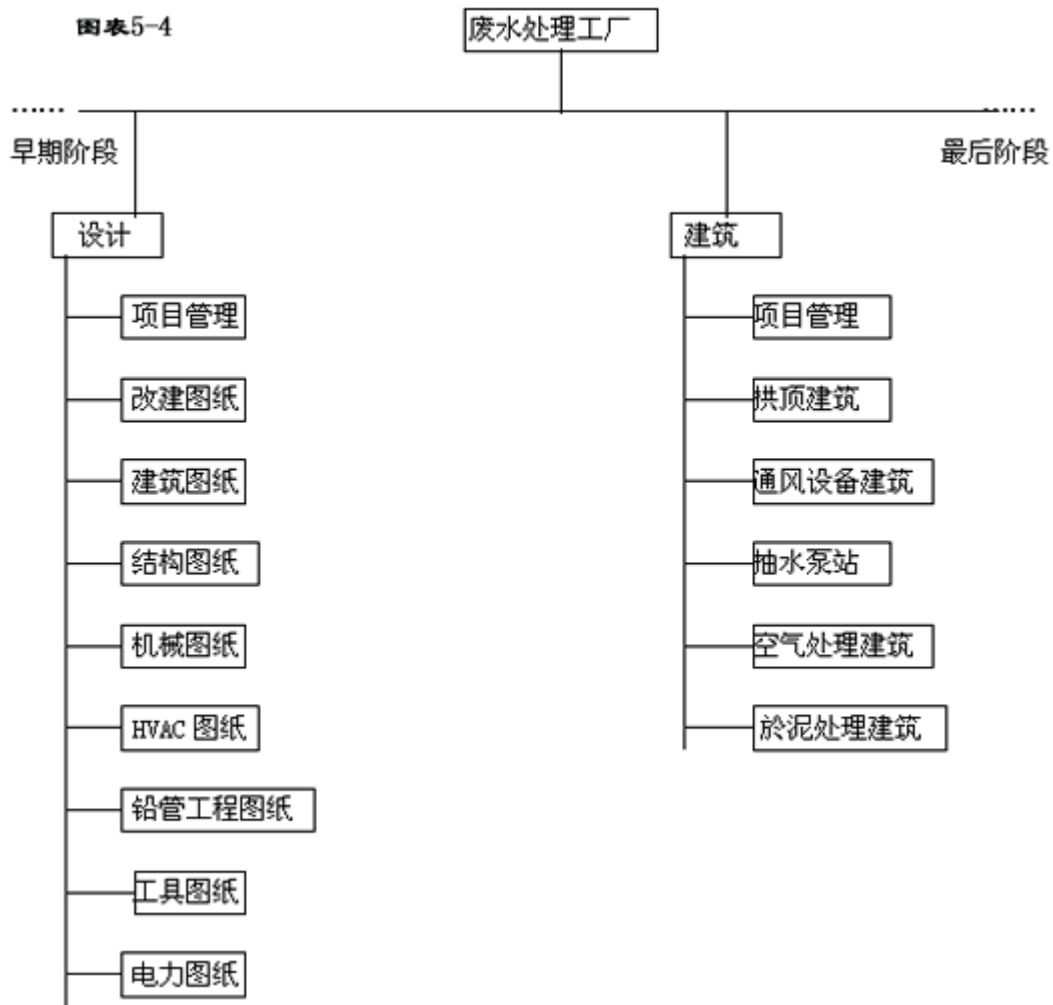 图表5-4
废水处理工厂
……
……
早期阶段
最后阶段
设计
建筑
项目管理
改建图纸
建筑图纸
结构图纸
机械图纸
HVAC 图纸
铅管工程图纸
工具图纸
电力图纸
项目管理
拱顶建筑
通风设备建筑
抽水泵站
空气处理建筑
於泥处理建筑